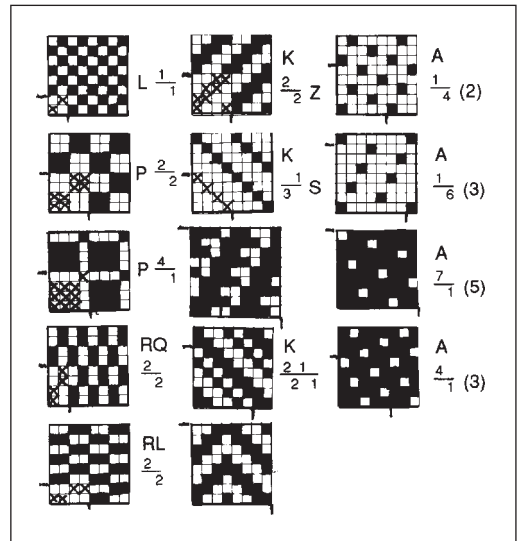 L 1/1
K 2/2 Z
A 1/4 (2)
P 2/2
K 1/3 S
A 1/6 (3)
P 4/1
A 7/1 (5)
RQ 2/2
K 2 1/2 1
A 4/1 (3)
RL 2/2